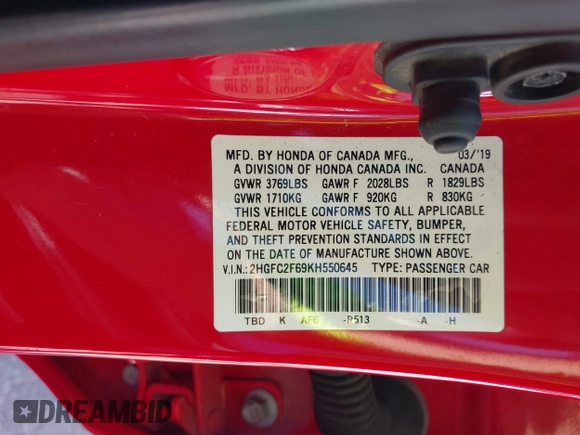 MFD. BY HONDA OF CANADA MFG., 03/'19
A DIVISION OF HONDA CANADA INC. CANADA
GVWR 3769LBS GAWR F 2028LBS R 1829LBS
GVWR 1710KG GAWR F 920KG R 830KG
THIS VEHICLE CONFORMS TO ALL APPLICABLE
FEDERAL MOTOR VEHICLE SAFETY, BUMPER,
AND THEFT PREVENTION STANDARDS IN EFFECT
ON THE DATE OF MANUFACTURE SHOWN ABOVE.
V.I.N.: 2HGFC2F69KH550645 TYPE: PASSENGER CAR
TBD K AF6 -R513 -A -H
DREAMBID